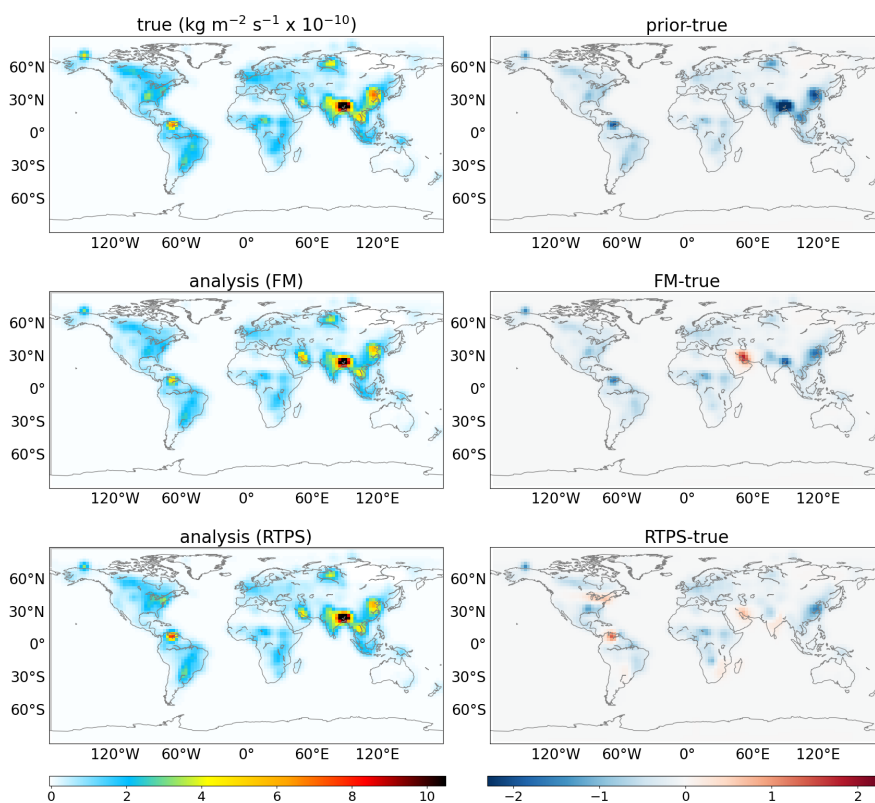 true (kg m⁻² s⁻¹ x 10⁻¹⁰) prior-true
60°N 60°N
30°N 30°N
0° 0°
30°S 30°S
60°S 60°S
120°W 60°W 0° 60°E 120°E 120°W 60°W 0° 60°E 120°E
analysis (FM) FM-true
60°N 60°N
30°N 30°N
0° 0°
30°S 30°S
60°S 60°S
120°W 60°W 0° 60°E 120°E 120°W 60°W 0° 60°E 120°E
analysis (RTPS) RTPS-true
60°N 60°N
30°N 30°N
0° 0°
30°S 30°S
60°S 60°S
120°W 60°W 0° 60°E 120°E 120°W 60°W 0° 60°E 120°E
0 2 4 6 8 10 −2 −1 0 1 2